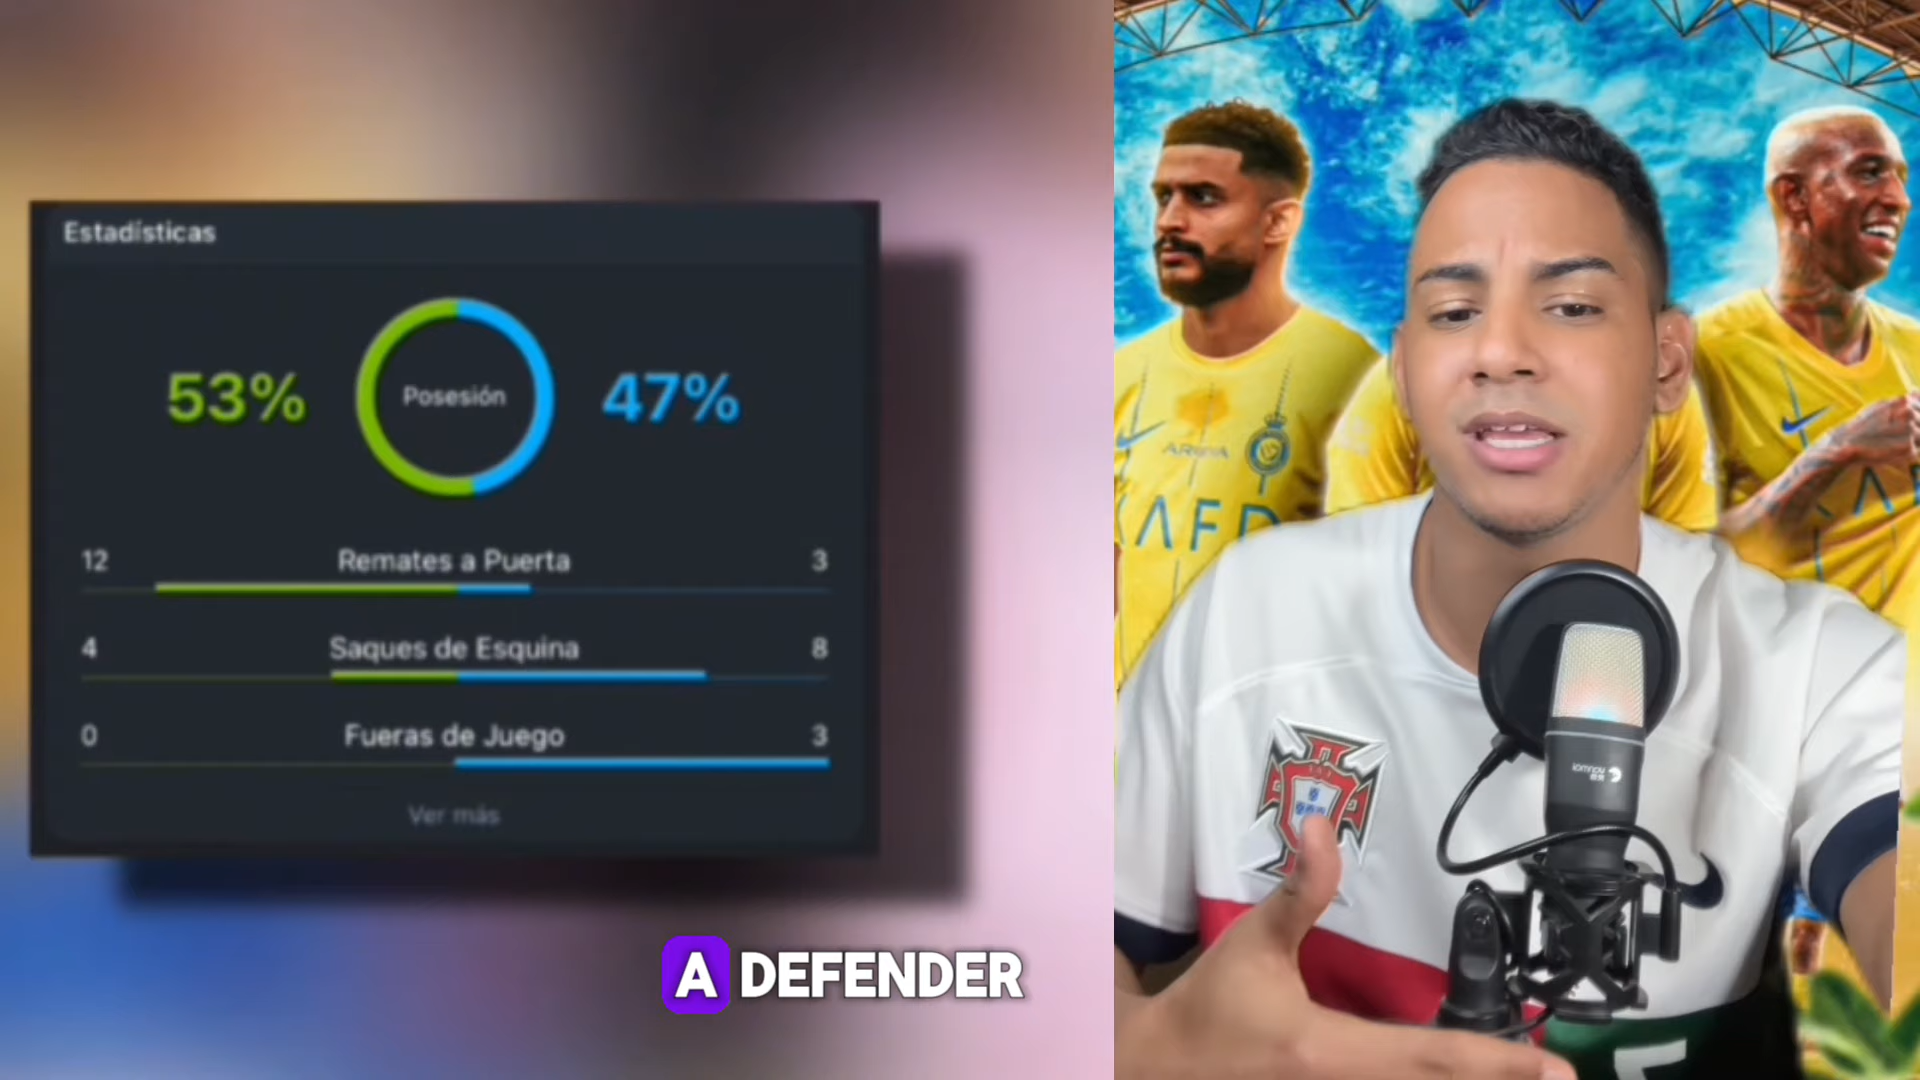 Estadísticas
53% Posesión 47%
12 Remates a Puerta 3
4 Saques de Esquina 8
0 Fueras de Juego 3
Ver más
A DEFENDER
KAFD